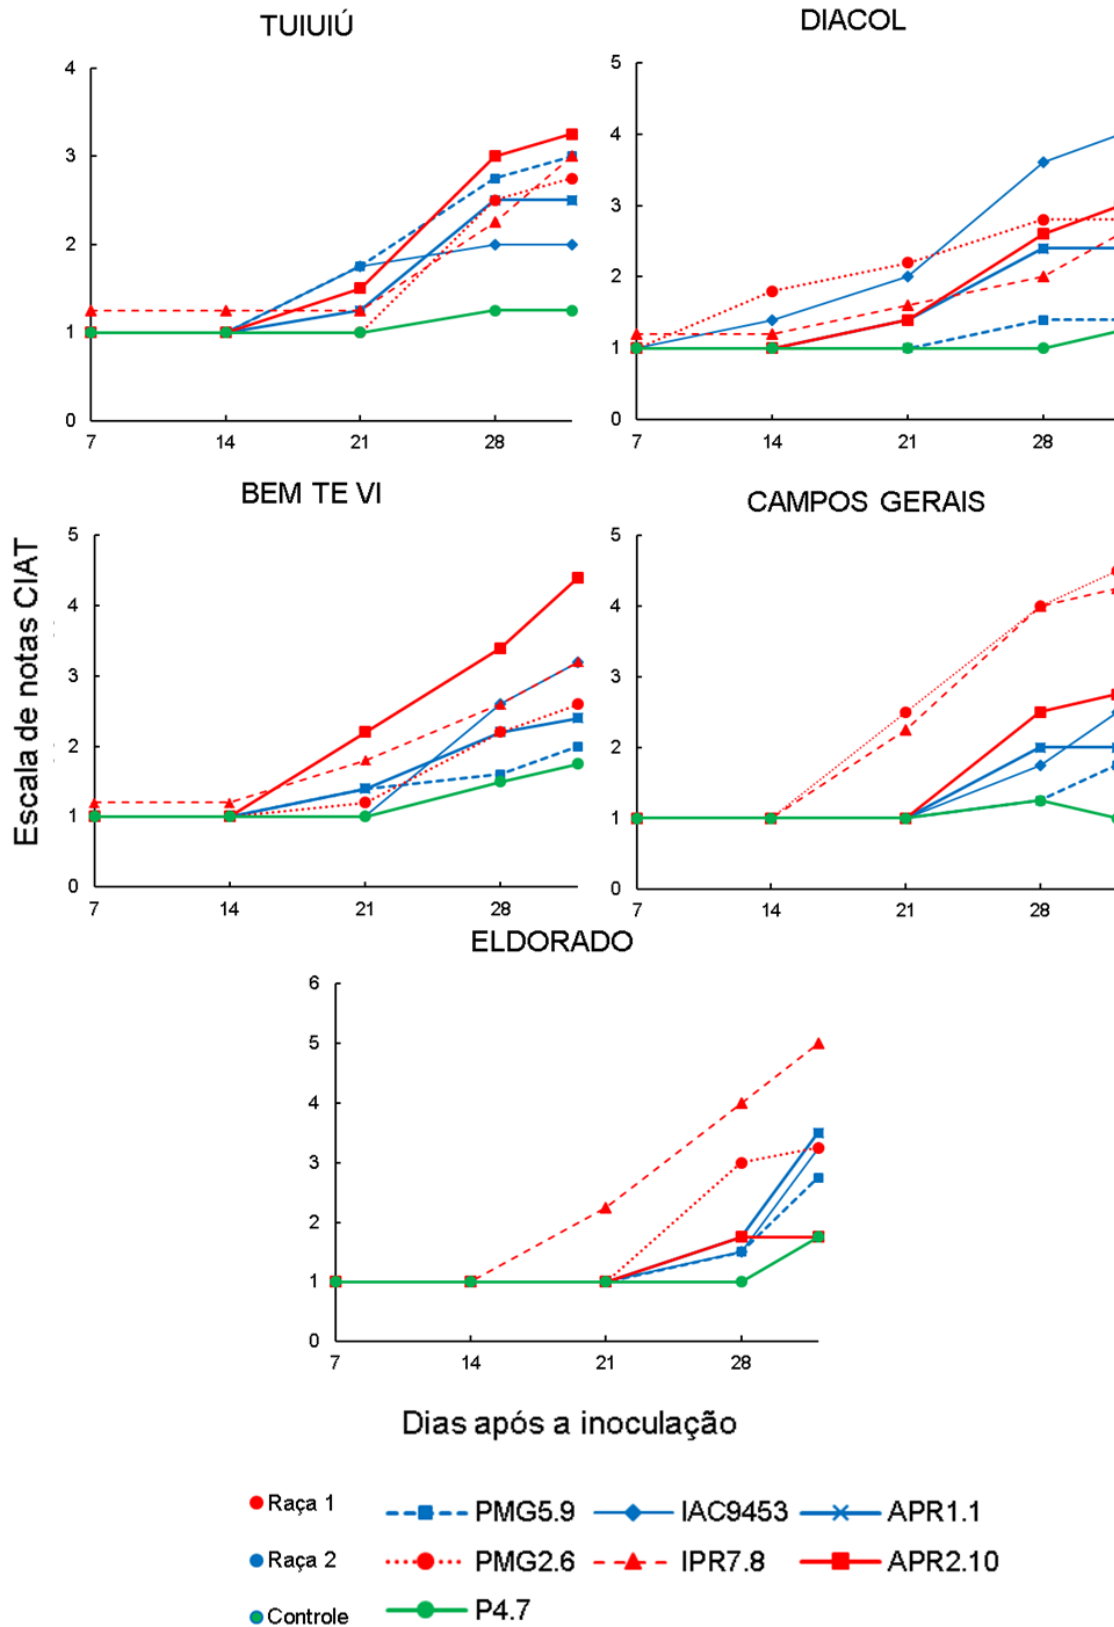 TUIUIÚ
DIACOL
4
3
2
1
0
7 14 21 28
5
4
3
2
1
0
7 14 21 28
BEM TE VI
CAMPOS GERAIS
Escala de notas CIAT
5
4
3
2
1
0
7 14 21 28
5
4
3
2
1
0
7 14 21 28
ELDORADO
6
5
4
3
2
1
0
7 14 21 28
Dias após a inoculação
Raça 1 PMG5.9 IAC9453 APR1.1
Raça 2 PMG2.6 IPR7.8 APR2.10
Controle P4.7